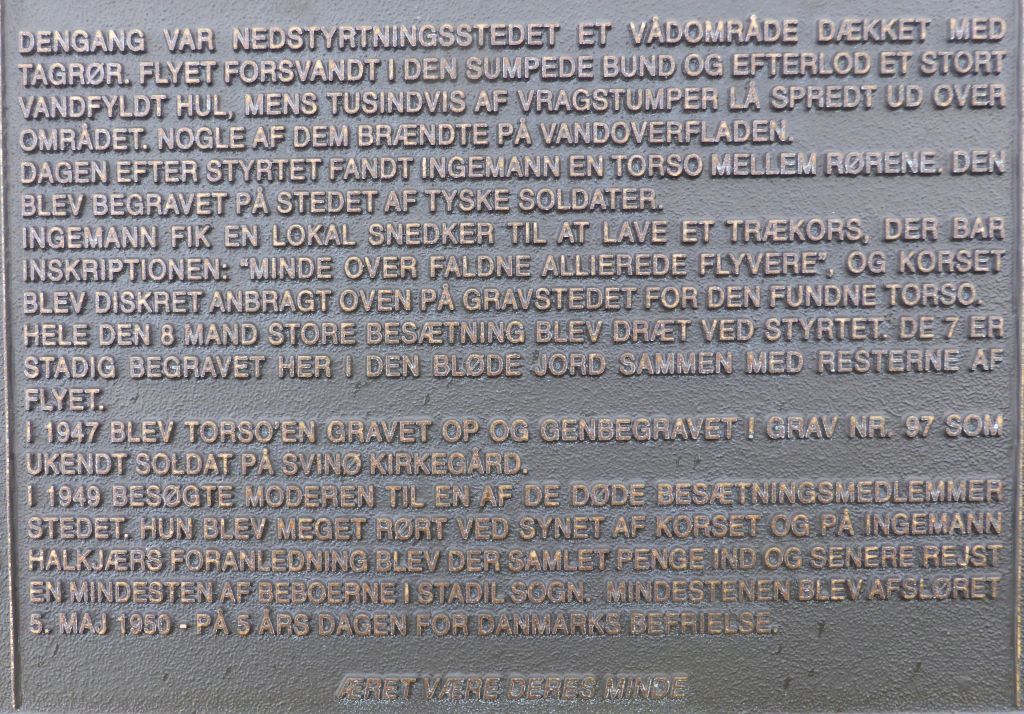 DENGANG VAR NEDSTYRTNINGSSTEDET ET VÅDOMRÅDE DÆKKET MED
TAGRØR. FLYET FORSVANDT I DEN SUMPEDE BUND OG EFTERLOD ET STORT
VANDFYLDT HUL, MENS TUSINDVIS AF VRAGSTUMPER LÅ SPREDT UD OVER
OMRÅDET. NOGLE AF DEM BRÆNDTE PÅ VANDOVERFLADEN.
DAGEN EFTER STYRTET FANDT INGEMANN EN TORSO MELLEM RØRENE. DEN
BLEV BEGRAVET PÅ STEDET AF TYSKE SOLDATER.
INGEMANN FIK EN LOKAL SNEDKER TIL AT LAVE ET TRÆKORS, DER BAR
INSKRIPTIONEN: "MINDE OVER FALDNE ALLIEREDE FLYVERE", OG KORSET
BLEV DISKRET ANBRAGT OVEN PÅ GRAVSTEDET FOR DEN FUNDNE TORSO.
HELE DEN 8 MAND STORE BESÆTNING BLEV DRÆT VED STYRTET. DE 7 ER
STADIG BEGRAVET HER I DEN BLØDE JORD SAMMEN MED RESTERNE AF
FLYET.
I 1947 BLEV TORSO'EN GRAVET OP OG GENBEGRAVET I GRAV NR. 97 SOM
UKENDT SOLDAT PÅ SVINØ KIRKEGÅRD.
I 1949 BESØGTE MODEREN TIL EN AF DE DØDE BESÆTNINGSMEDLEMMER
STEDET. HUN BLEV MEGET RØRT VED SYNET AF KORSET OG PÅ INGEMANN
HALKJÆRS FORANLEDNING BLEV DER SAMLET PENGE IND OG SENERE REJST
EN MINDESTEN AF BEBOERNE I STADIL SOGN. MINDESTENEN BLEV AFSLØRET
5. MAJ 1950 - PÅ 5 ÅRS DAGEN FOR DANMARKS BEFRIELSE.
ÆRET VÆRE DERES MINDE